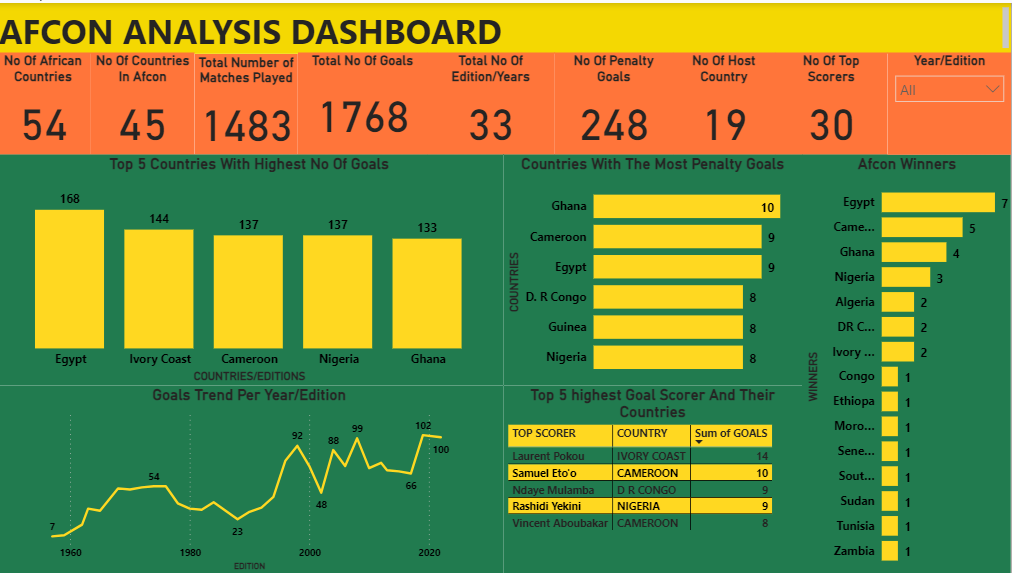 AFCON ANALYSIS DASHBOARD
No Of African Countries
54
No Of Countries In Afcon
45
Total Number of Matches Played
1483
Total No Of Goals
1768
Total No Of Edition/Years
33
No Of Penalty Goals
248
No Of Host Country
19
No Of Top Scorers
30
Year/Edition
All
Top 5 Countries With Highest No Of Goals
168
144
137
137
133
Egypt
Ivory Coast
Cameroon
Nigeria
Ghana
COUNTRIES/EDITIONS
Countries With The Most Penalty Goals
COUNTRIES
Ghana 10
Cameroon 9
Egypt 9
D. R Congo 8
Guinea 8
Nigeria 8
Afcon Winners
WINNERS
Egypt 7
Came... 5
Ghana 4
Nigeria 3
Algeria 2
DR C... 2
Ivory ... 2
Congo 1
Ethiopa 1
Moro... 1
Sene... 1
Sout... 1
Sudan 1
Tunisia 1
Zambia 1
Goals Trend Per Year/Edition
7
54
23
92
48
88
99
66
102
100
1960
1980
2000
2020
EDITION
Top 5 highest Goal Scorer And Their Countries
TOP SCORER COUNTRY Sum of GOALS
Laurent Pokou IVORY COAST 14
Samuel Eto'o CAMEROON 10
Ndaye Mulamba D R CONGO 9
Rashidi Yekini NIGERIA 9
Vincent Aboubakar CAMEROON 8